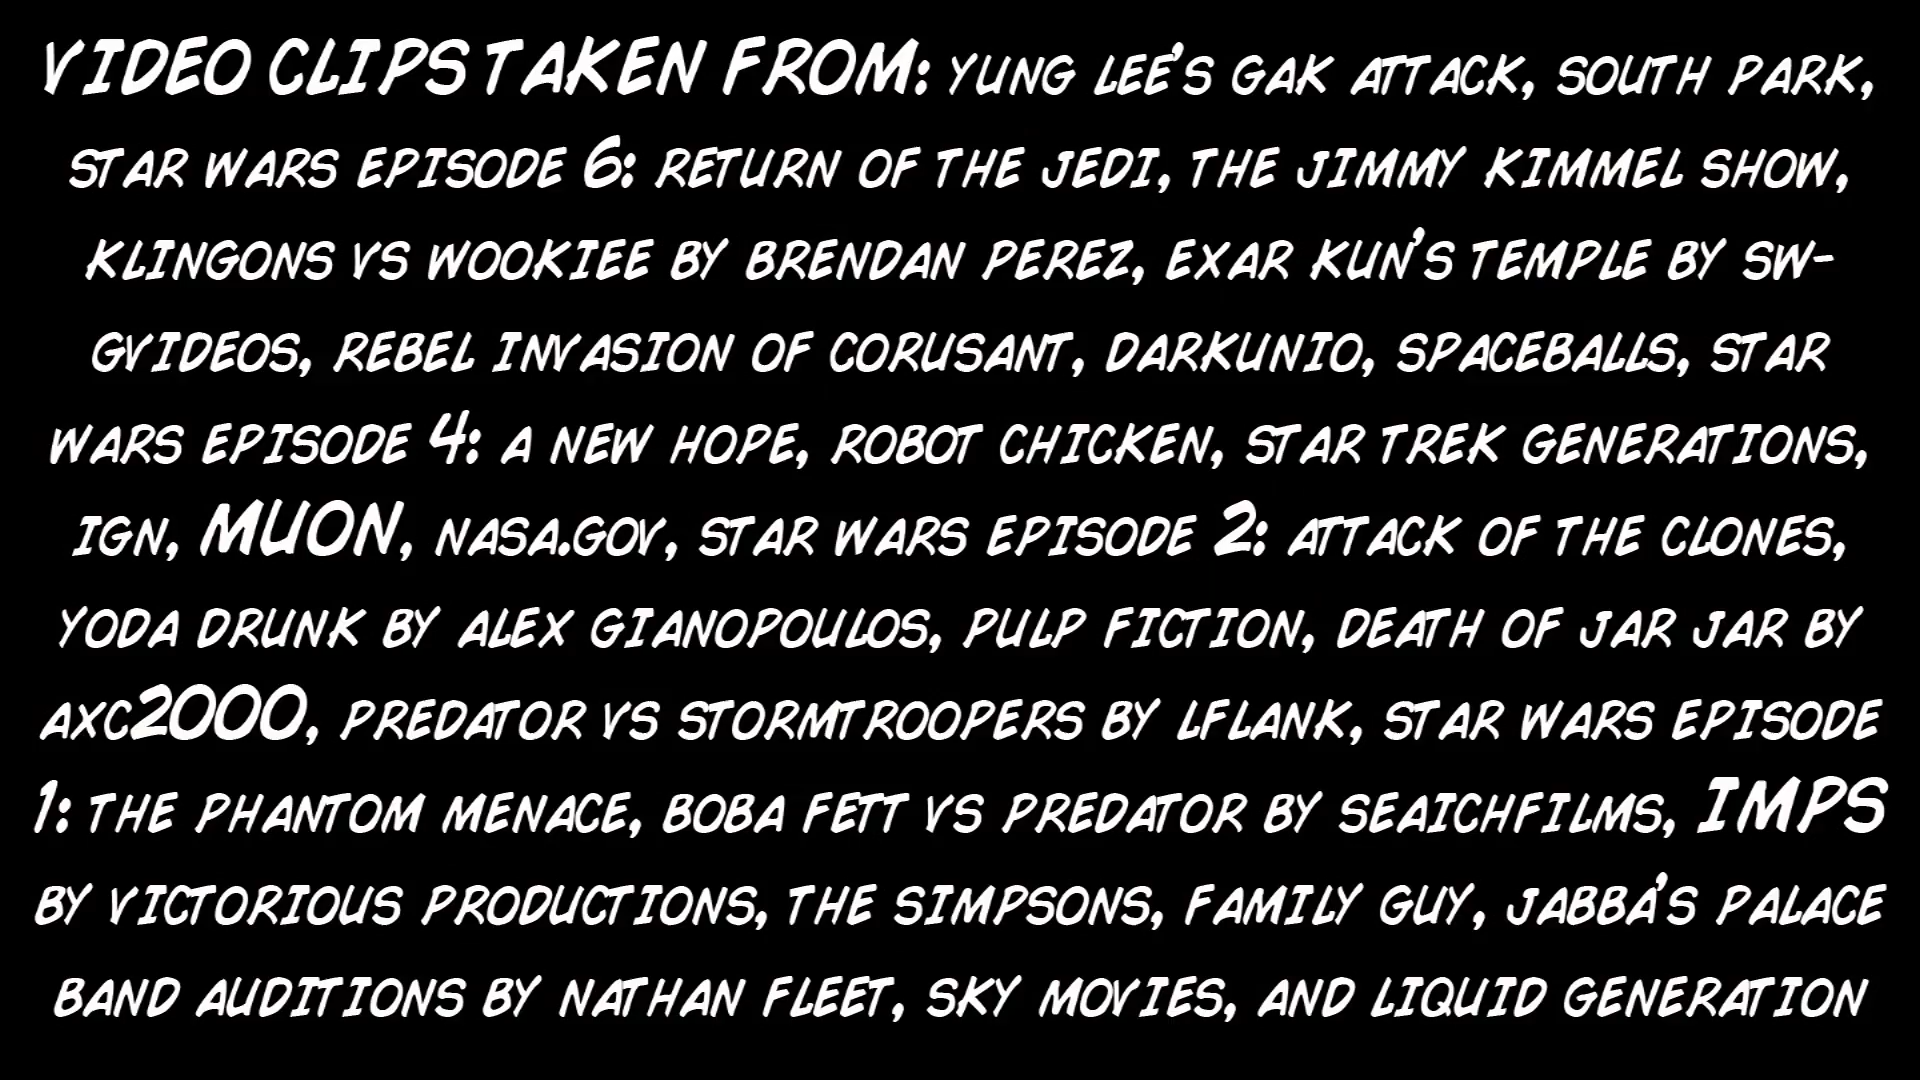 VIDEO CLIPS TAKEN FROM: YUNG LEE'S GAK ATTACK, SOUTH PARK,
STAR WARS EPISODE 6: RETURN OF THE JEDI, THE JIMMY KIMMEL SHOW,
KLINGONS VS WOOKIEE BY BRENDAN PEREZ, EXAR KUN'S TEMPLE BY SW-
GVIDEOS, REBEL INVASION OF CORUSANT, DARKUNIO, SPACEBALLS, STAR
WARS EPISODE 4: A NEW HOPE, ROBOT CHICKEN, STAR TREK GENERATIONS,
IGN, MUON, NASA.GOV, STAR WARS EPISODE 2: ATTACK OF THE CLONES,
YODA DRUNK BY ALEX GIANOPOULOS, PULP FICTION, DEATH OF JAR JAR BY
AXC2000, PREDATOR VS STORMTROOPERS BY LFLANK, STAR WARS EPISODE
1: THE PHANTOM MENACE, BOBA FETT VS PREDATOR BY SEAICHFILMS, IMPS
BY VICTORIOUS PRODUCTIONS, THE SIMPSONS, FAMILY GUY, JABBA'S PALACE
BAND AUDITIONS BY NATHAN FLEET, SKY MOVIES, AND LIQUID GENERATION